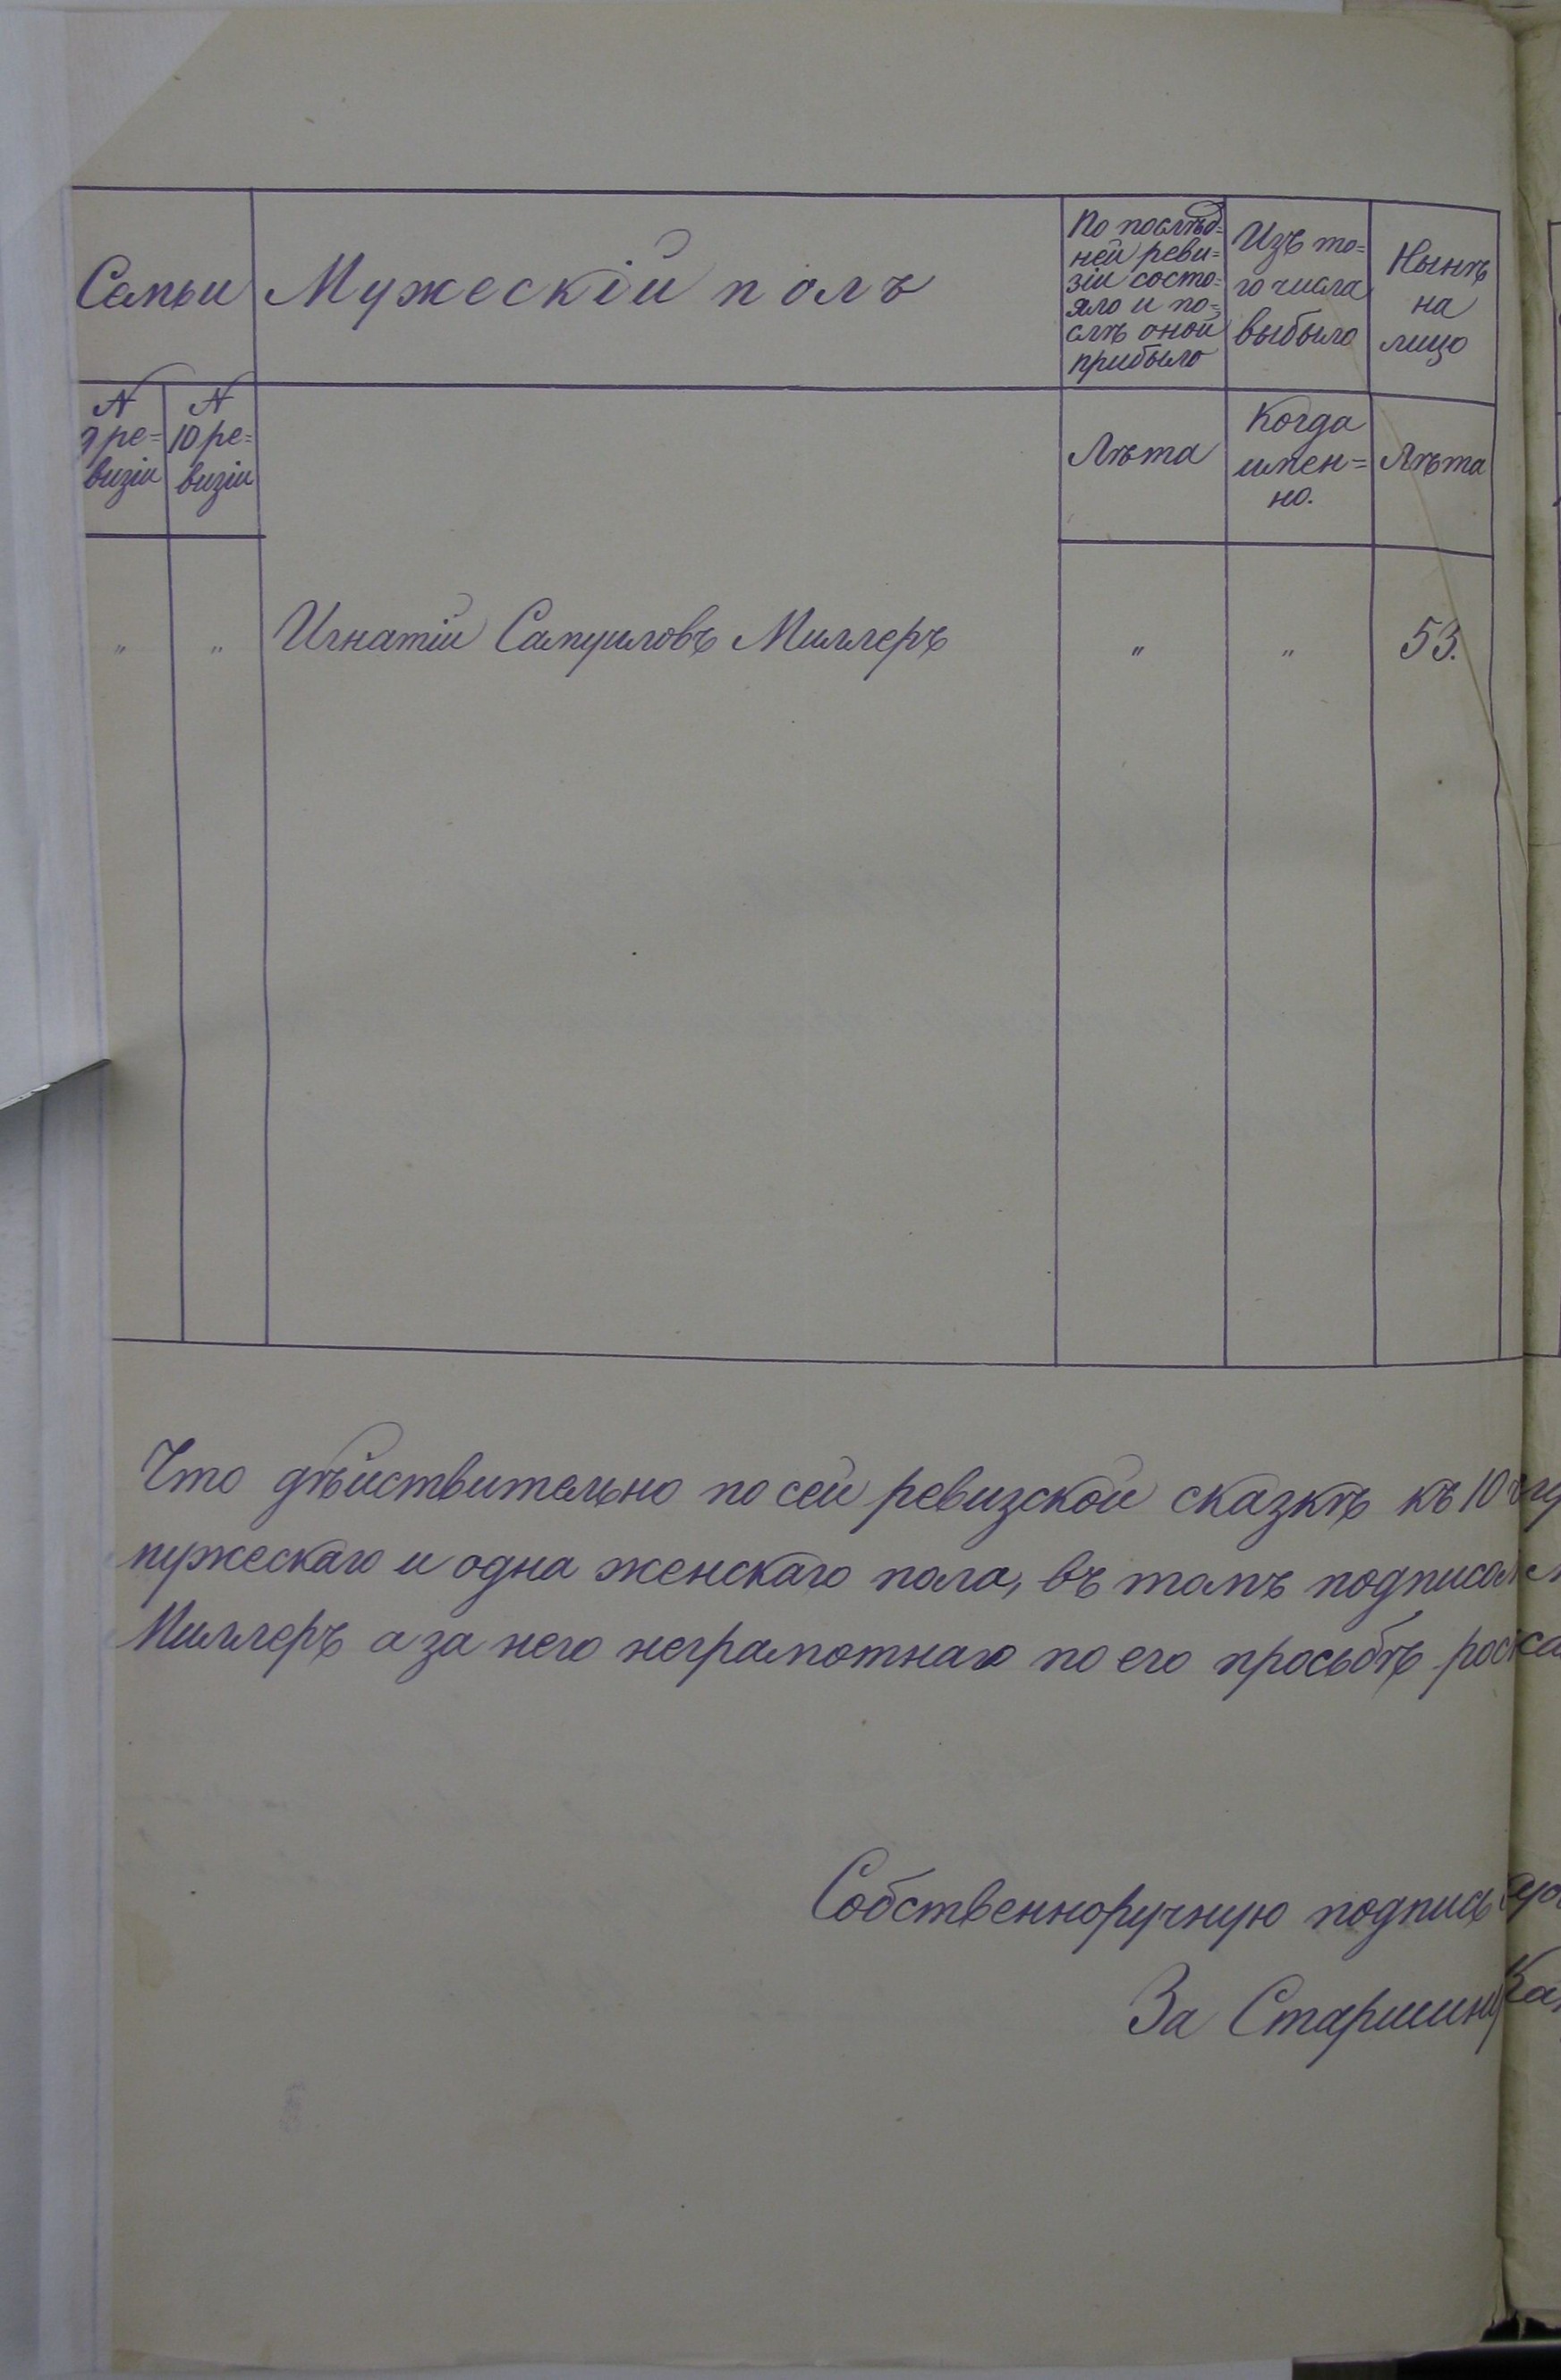 Семьи
Мужескій полъ
По послѣд=
ней реви=
зіи состо=
яло и по=
слѣ оной
прибыло
Изъ то=
го числа
выбыло
Нынѣ
на
лицо
№
9 ре=
визіи
№
10 ре=
визіи
Лѣта
Когда
имен=
но.
Лѣта
" " Игнатій Самуиловъ Миллеръ " " 53.
Что дѣйствительно по сей ревизской сказкѣ къ 10
мужескаго и одна женскаго пола, въ томъ
Миллеръ а за него неграмотнаго по его просьбѣ
Собственноручную подпись
За Старшину